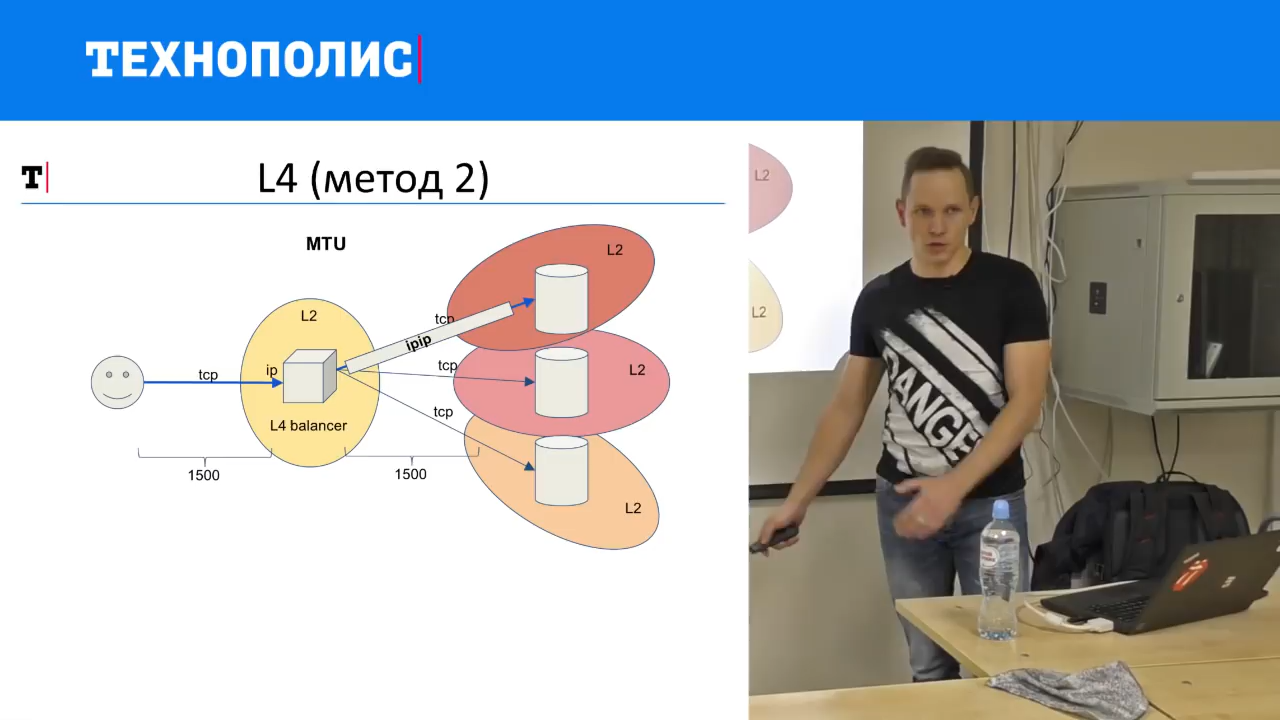 ТЕХНОПОЛИС
Т
L4 (метод 2)
MTU
L2
L2
tcp
ipip
tcp
ip
tcp
L2
tcp
L4 balancer
1500
1500
L2
L2
L2
DANGE